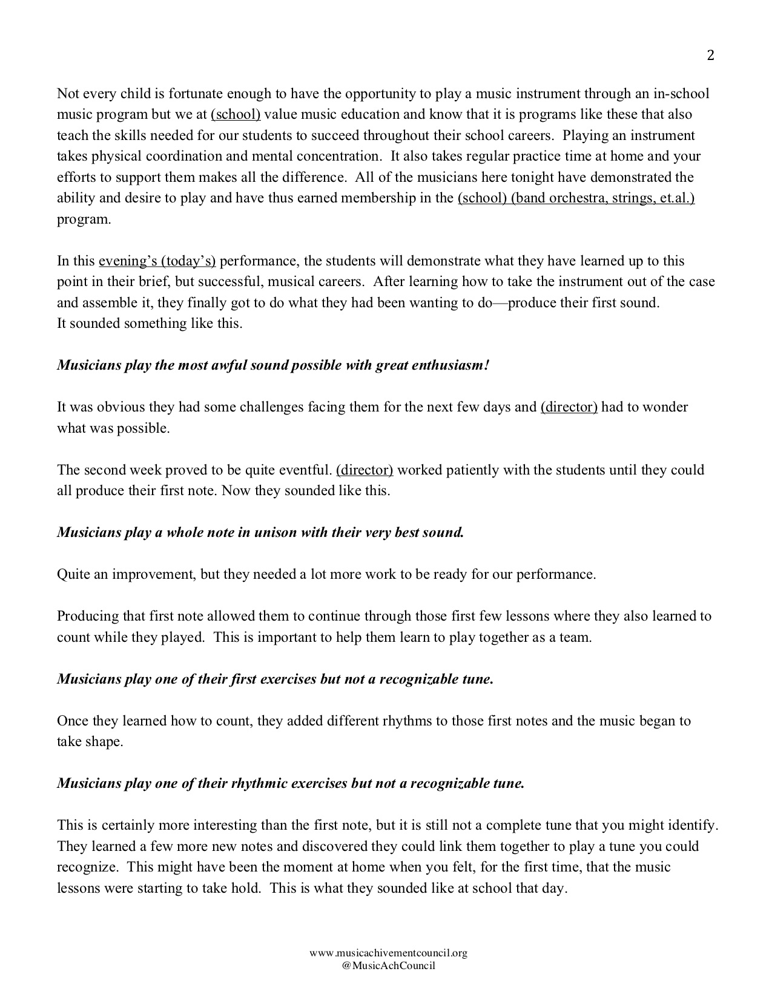 2
Not every child is fortunate enough to have the opportunity to play a music instrument through an in-school
music program but we at (school) value music education and know that it is programs like these that also
teach the skills needed for our students to succeed throughout their school careers.  Playing an instrument
takes physical coordination and mental concentration.  It also takes regular practice time at home and your
efforts to support them makes all the difference.  All of the musicians here tonight have demonstrated the
ability and desire to play and have thus earned membership in the (school) (band orchestra, strings, et.al.)
program.
In this evening’s (today’s) performance, the students will demonstrate what they have learned up to this
point in their brief, but successful, musical careers.  After learning how to take the instrument out of the case
and assemble it, they finally got to do what they had been wanting to do—produce their first sound.
It sounded something like this.
Musicians play the most awful sound possible with great enthusiasm!
It was obvious they had some challenges facing them for the next few days and (director) had to wonder
what was possible.
The second week proved to be quite eventful. (director) worked patiently with the students until they could
all produce their first note. Now they sounded like this.
Musicians play a whole note in unison with their very best sound.
Quite an improvement, but they needed a lot more work to be ready for our performance.
Producing that first note allowed them to continue through those first few lessons where they also learned to
count while they played.  This is important to help them learn to play together as a team.
Musicians play one of their first exercises but not a recognizable tune.
Once they learned how to count, they added different rhythms to those first notes and the music began to
take shape.
Musicians play one of their rhythmic exercises but not a recognizable tune.
This is certainly more interesting than the first note, but it is still not a complete tune that you might identify.
They learned a few more new notes and discovered they could link them together to play a tune you could
recognize.  This might have been the moment at home when you felt, for the first time, that the music
lessons were starting to take hold.  This is what they sounded like at school that day.
www.musicachivementcouncil.org
@MusicAchCouncil